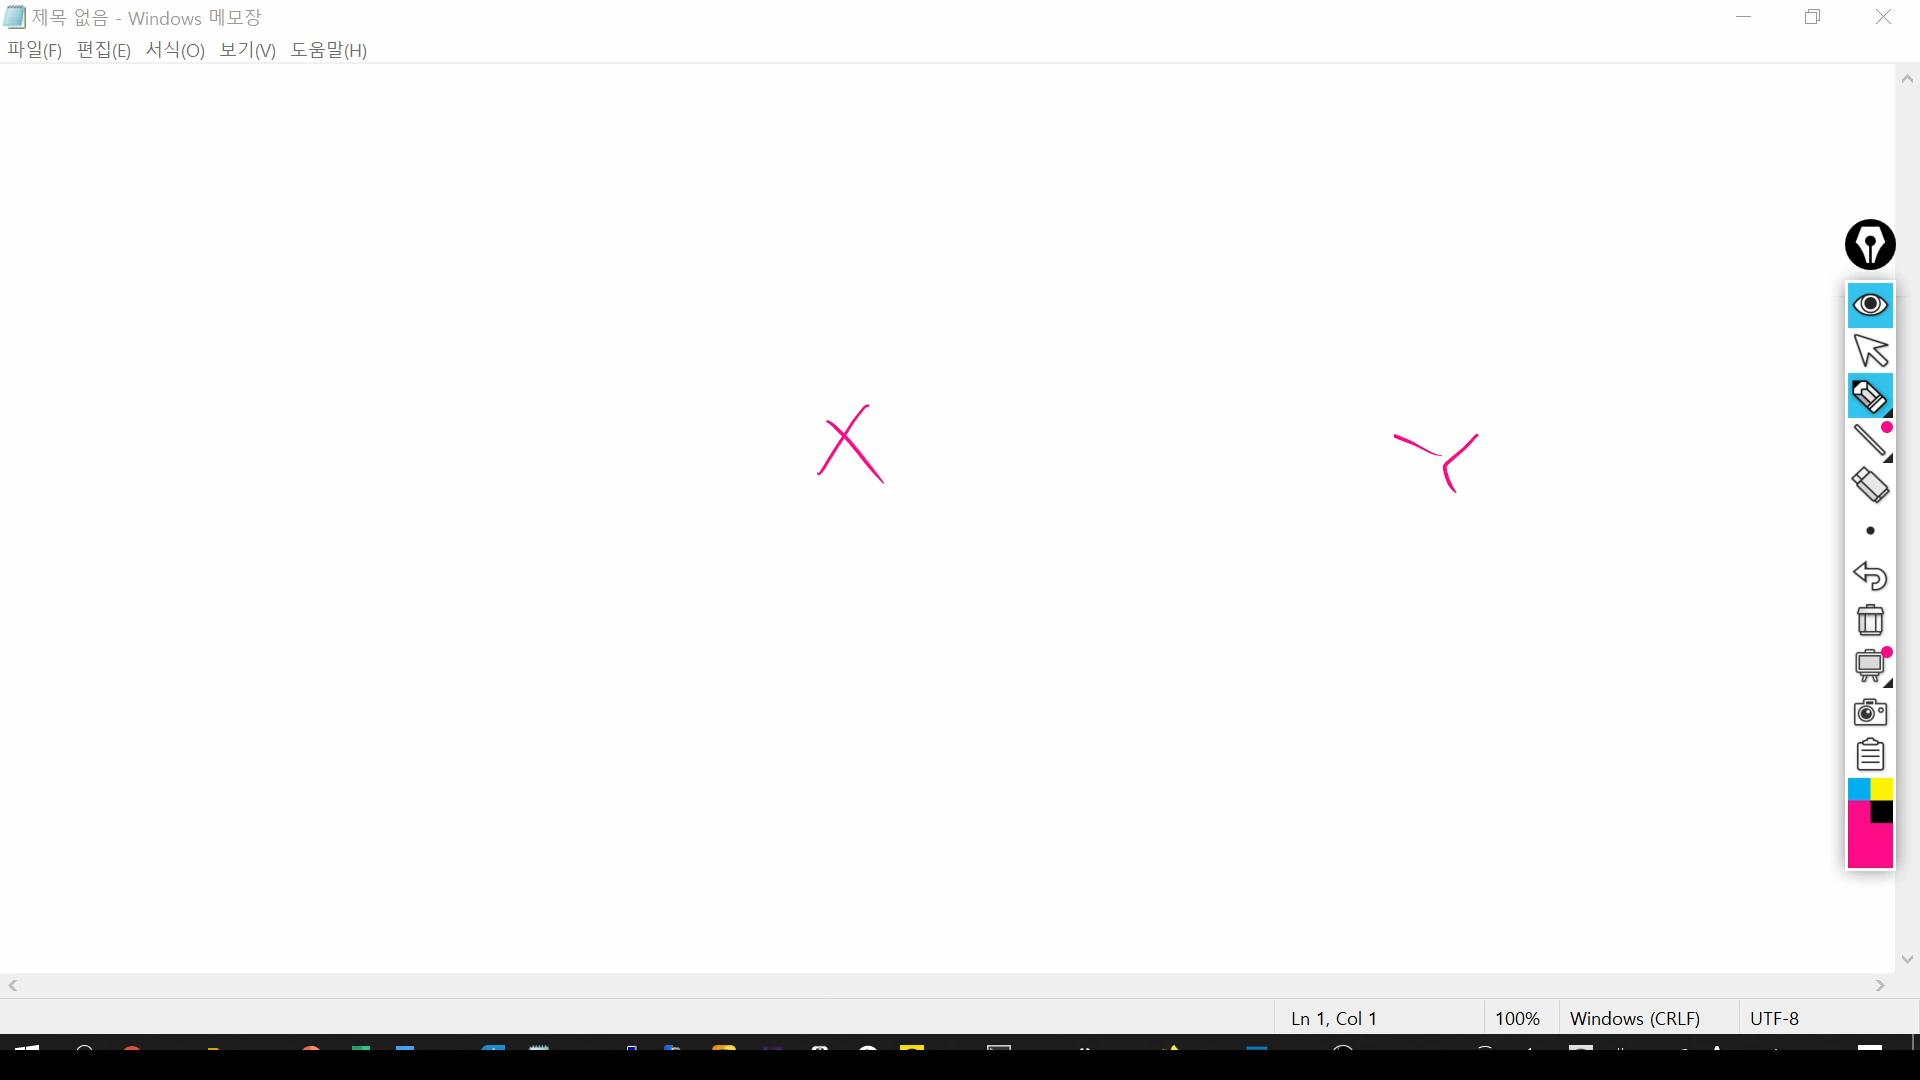 제목 없음 - Windows 메모장
파일(F) 편집(E) 서식(O) 보기(V) 도움말(H)
X Y
Ln 1, Col 1 100% Windows (CRLF) UTF-8